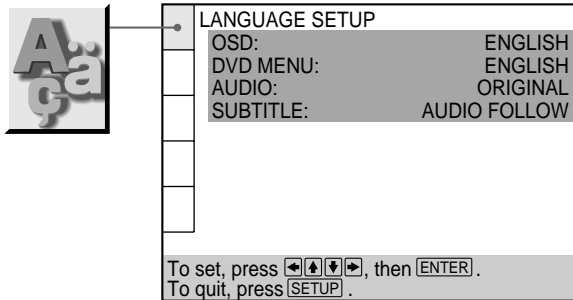 Aäç
LANGUAGE SETUP
OSD: ENGLISH
DVD MENU: ENGLISH
AUDIO: ORIGINAL
SUBTITLE: AUDIO FOLLOW
To set, press ←↑↓→, then ENTER.
To quit, press SETUP.